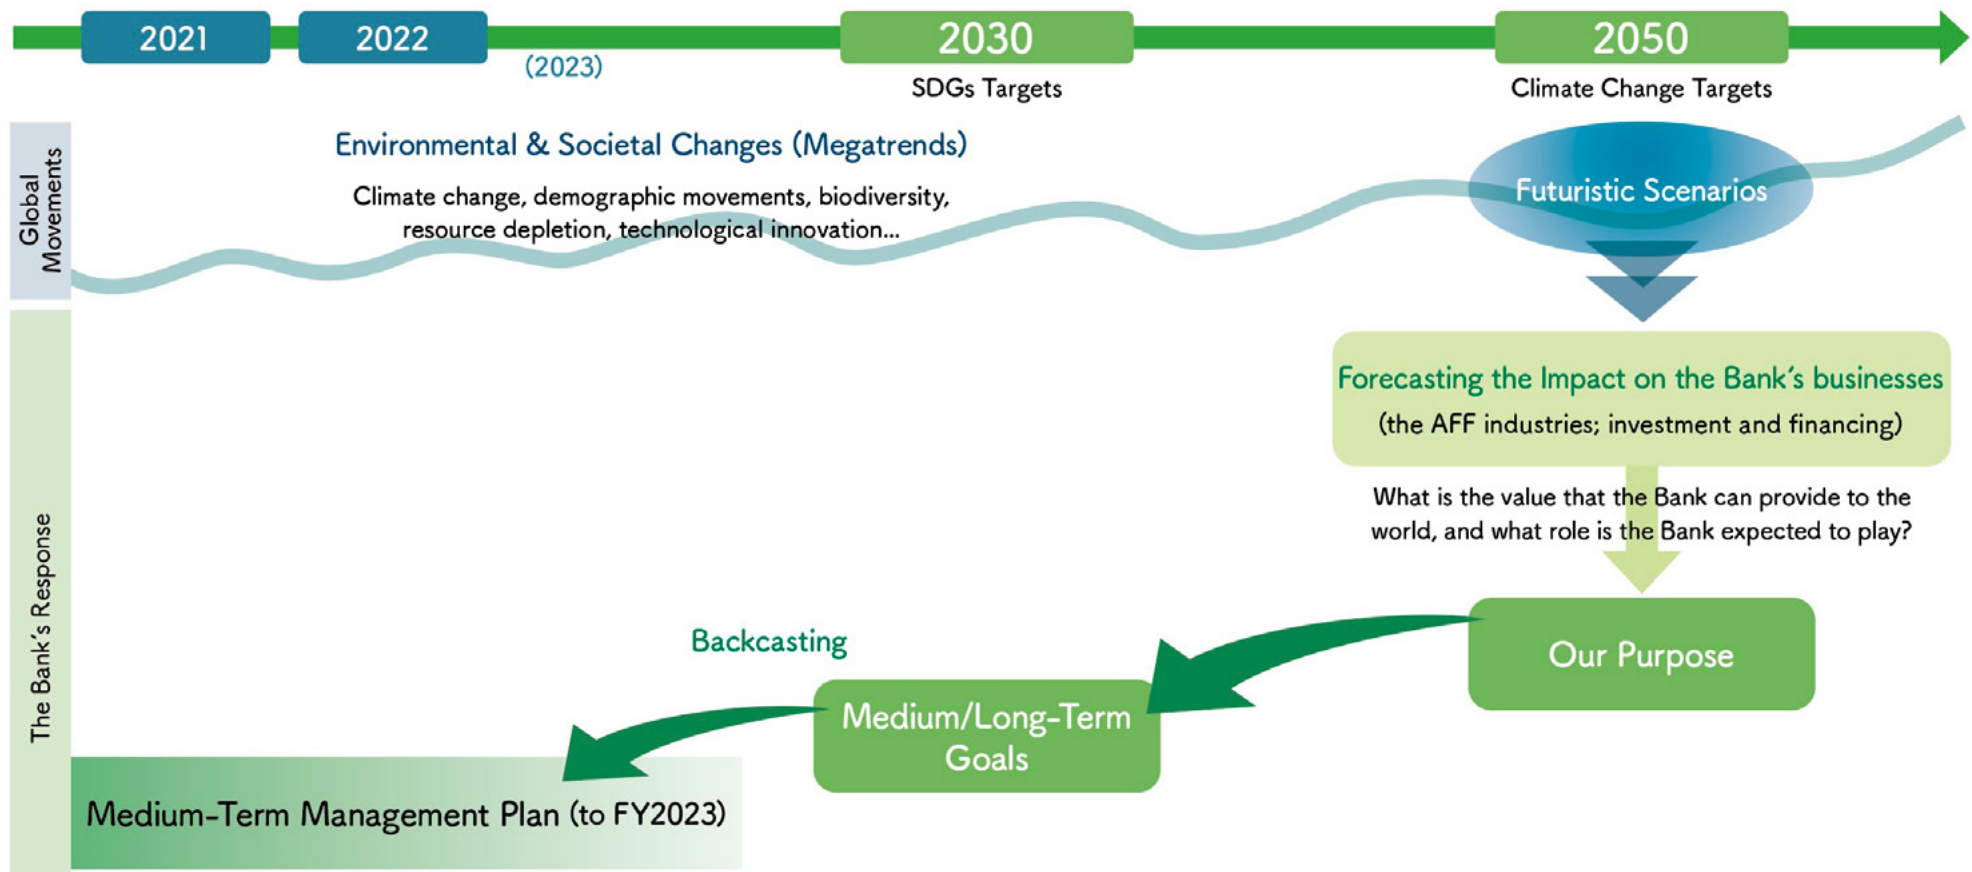 2021
2022
(2023)
2030
SDGs Targets
2050
Climate Change Targets
Global
Movements
Environmental & Societal Changes (Megatrends)
Climate change, demographic movements, biodiversity,
resource depletion, technological innovation...
Futuristic Scenarios
The Bank's Response
Forecasting the Impact on the Bank's businesses
(the AFF industries; investment and financing)
What is the value that the Bank can provide to the
world, and what role is the Bank expected to play?
Our Purpose
Backcasting
Medium/Long-Term
Goals
Medium-Term Management Plan (to FY2023)